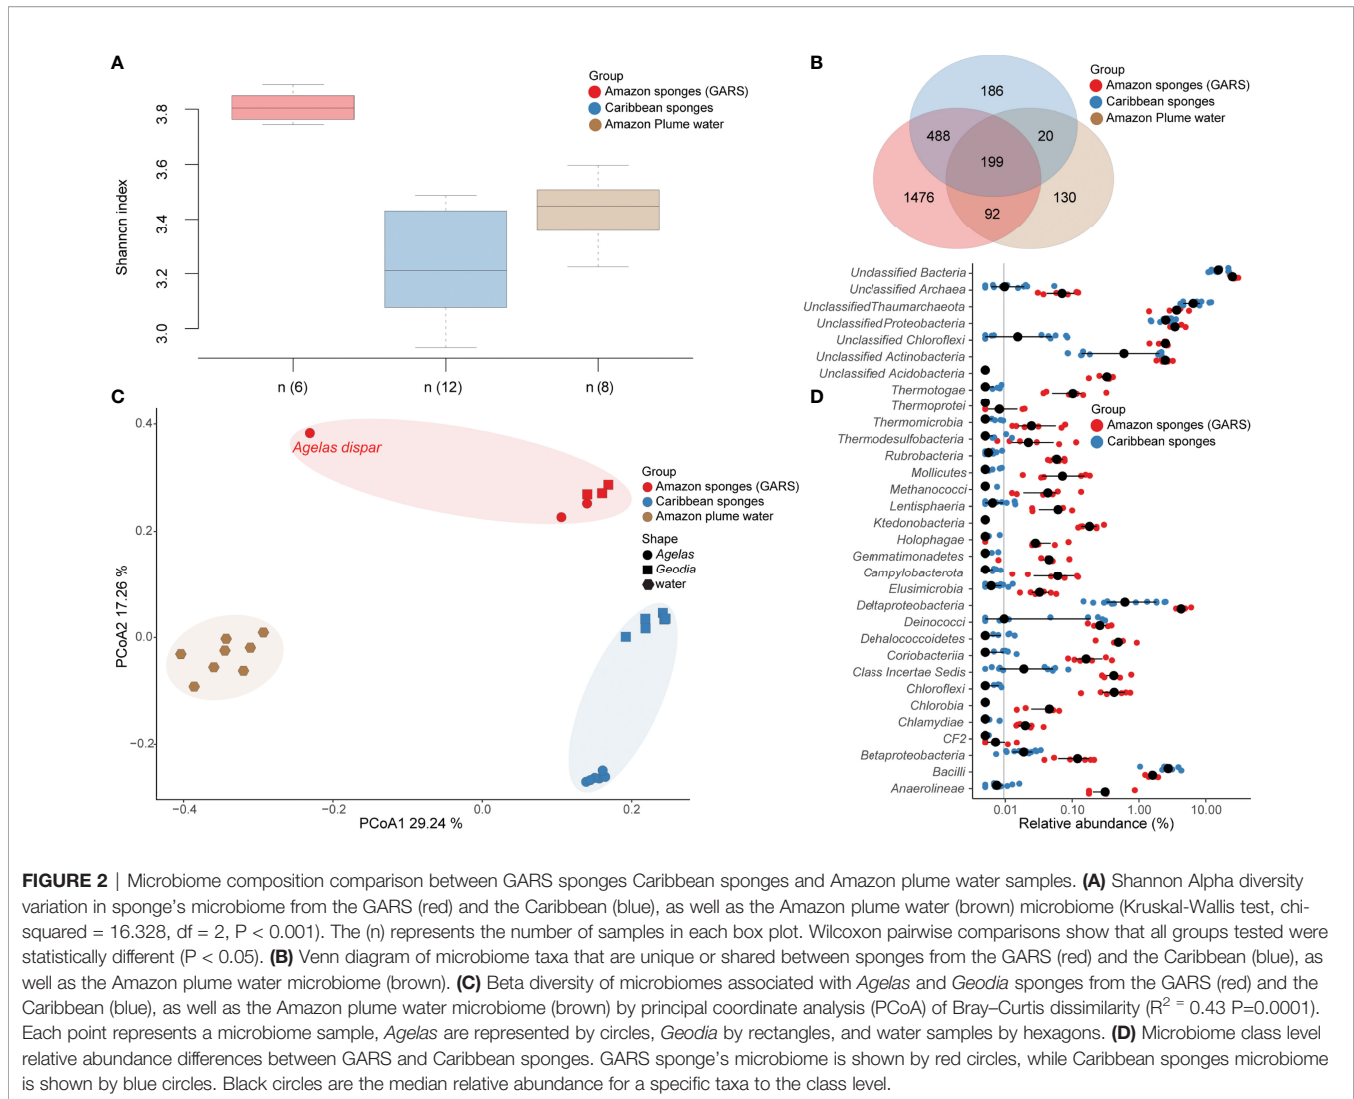 A
Group
Amazon sponges (GARS)
Caribbean sponges
Amazon Plume water
Shanncn index
3.8
3.6
3.4
3.2
3.0
n (6)
n (12)
n (8)
B
Group
Amazon sponges (GARS)
Caribbean sponges
Amazon Plume water
186
488
20
199
1476
130
92
C
0.4
0.2
0.0
−0.2
PCoA2 17.26 %
Agelas dispar
Group
Amazon sponges (GARS)
Caribbean sponges
Amazon plume water
Shape
Agelas
Geodia
water
−0.4
−0.2
0.0
0.2
PCoA1 29.24 %
D
Group
Amazon sponges (GARS)
Caribbean sponges
Unclassified Bacteria
Unclassified Archaea
UnclassifiedThaumarchaeota
UnclassifiedProteobacteria
Unclassified Chloroflexi
Unclassified Actinobacteria
Unclassified Acidobacteria
Thermotogae
Thermoprotei
Thermomicrobia
Thermodesulfobacteria
Rubrobacteria
Mollicutes
Methanococci
Lentisphaeria
Ktedonobacteria
Holophagae
Gemmatimonadetes
Campylobacterota
Elusimicrobia
Deltaproteobacteria
Deinococci
Dehalococcoidetes
Coriobacteriia
Class Incertae Sedis
Chloroflexi
Chlorobia
Chlamydiae
CF2
Betaproteobacteria
Bacilli
Anaerolineae
0.01
0.10
1.00
10.00
Relative abundance (%)
FIGURE 2 | Microbiome composition comparison between GARS sponges Caribbean sponges and Amazon plume water samples. (A) Shannon Alpha diversity
variation in sponge's microbiome from the GARS (red) and the Caribbean (blue), as well as the Amazon plume water (brown) microbiome (Kruskal-Wallis test, chi-
squared = 16.328, df = 2, P < 0.001). The (n) represents the number of samples in each box plot. Wilcoxon pairwise comparisons show that all groups tested were
statistically different (P < 0.05). (B) Venn diagram of microbiome taxa that are unique or shared between sponges from the GARS (red) and the Caribbean (blue), as
well as the Amazon plume water microbiome (brown). (C) Beta diversity of microbiomes associated with Agelas and Geodia sponges from the GARS (red) and the
Caribbean (blue), as well as the Amazon plume water microbiome (brown) by principal coordinate analysis (PCoA) of Bray–Curtis dissimilarity (R² = 0.43 P=0.0001).
Each point represents a microbiome sample, Agelas are represented by circles, Geodia by rectangles, and water samples by hexagons. (D) Microbiome class level
relative abundance differences between GARS and Caribbean sponges. GARS sponge's microbiome is shown by red circles, while Caribbean sponges microbiome
is shown by blue circles. Black circles are the median relative abundance for a specific taxa to the class level.